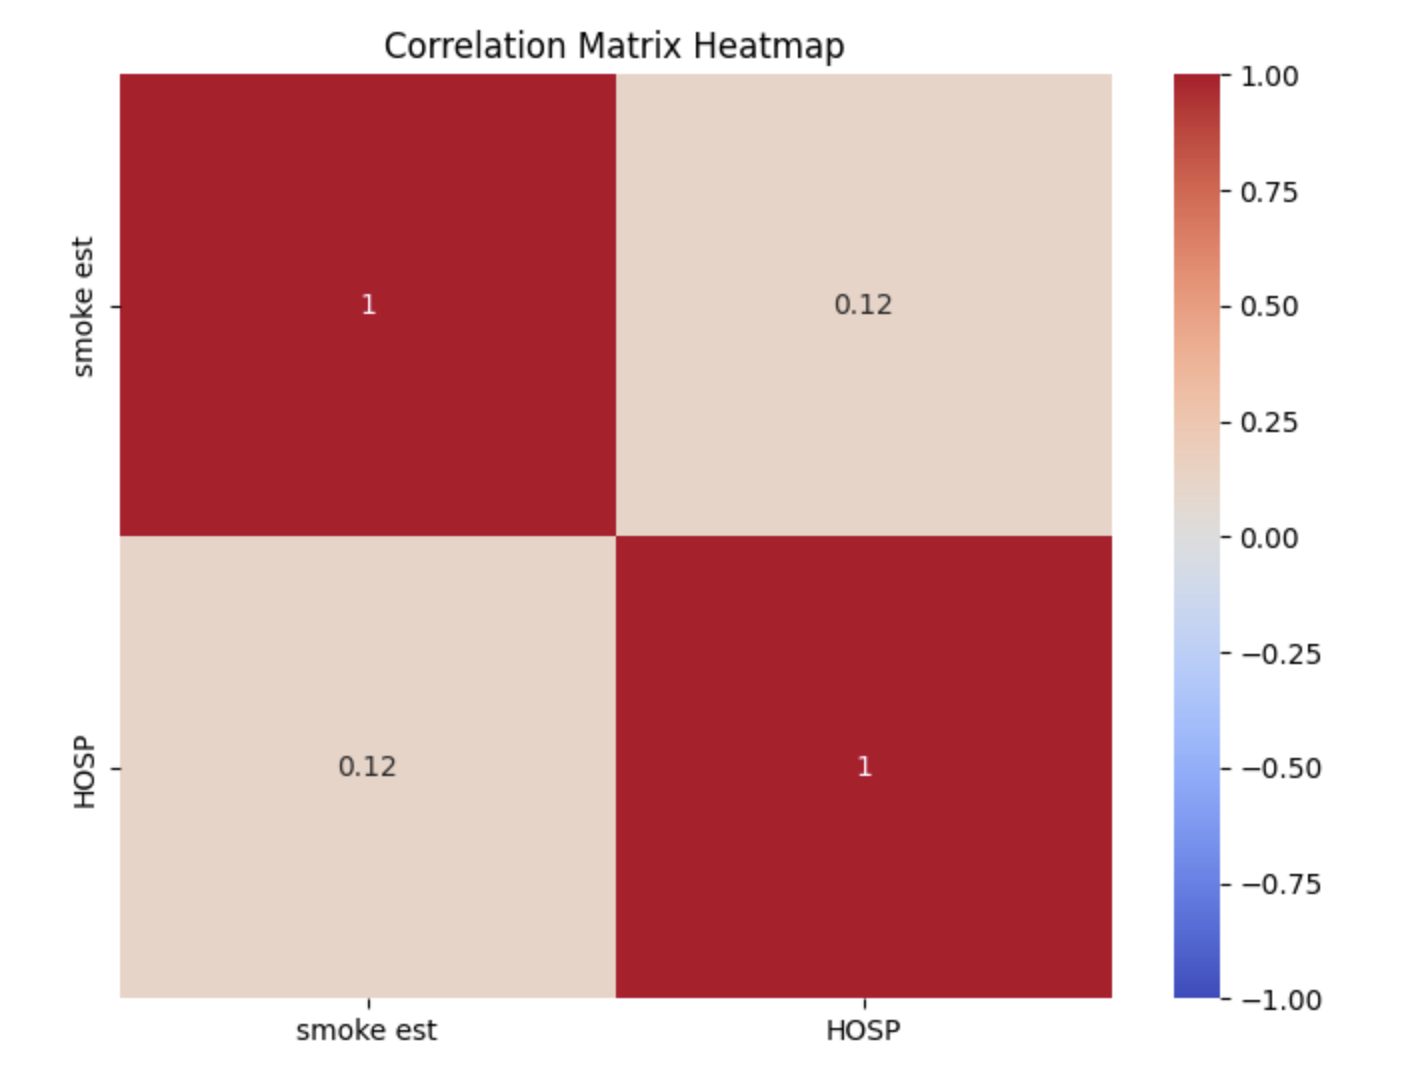 Correlation Matrix Heatmap
smoke est
1
0.12
HOSP
0.12
1
smoke est
HOSP
1.00
0.75
0.50
0.25
0.00
−0.25
−0.50
−0.75
−1.00